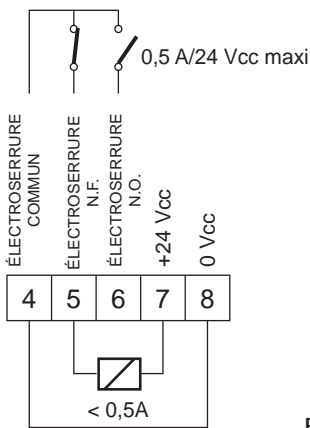 0,5 A/24 Vcc maxi
ÉLECTROSERRURE
COMMUN
ÉLECTROSERRURE
N.F.
ÉLECTROSERRURE
N.O.
+24 Vcc
0 Vcc
4 5 6 7 8
< 0,5A